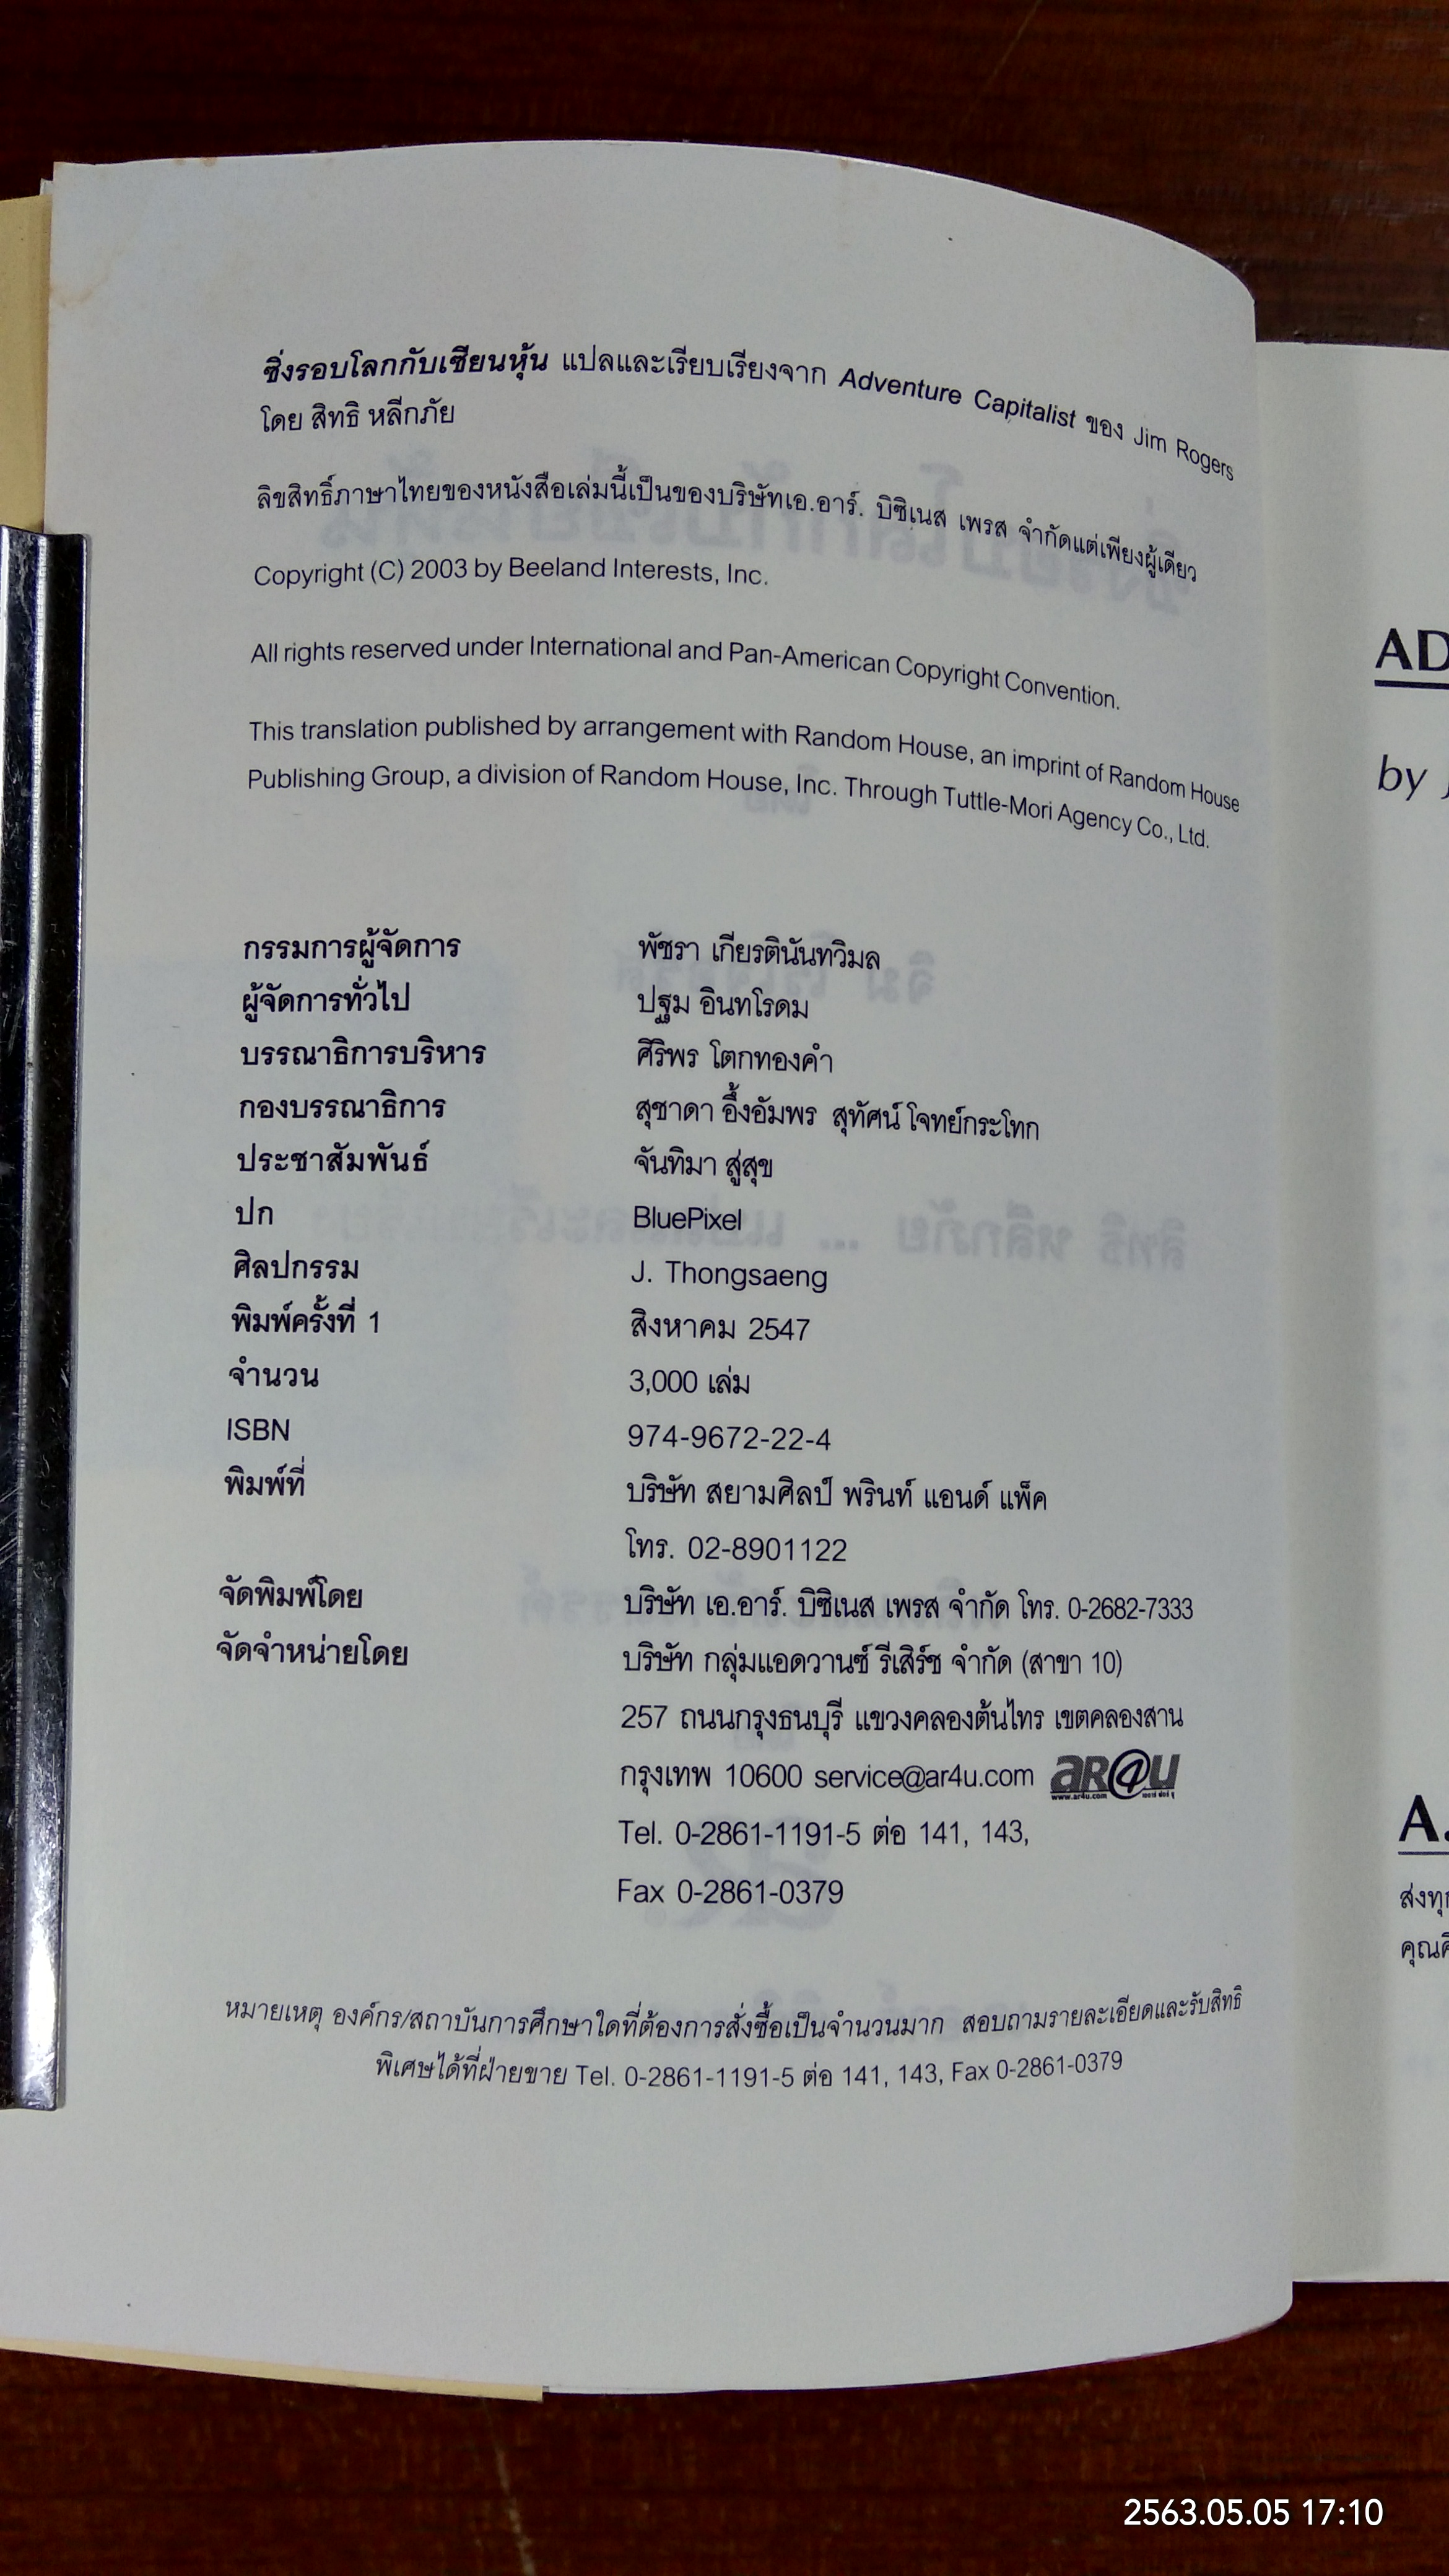 ซิ่งรอบโลกกับเซียนหุ้น แปลและเรียบเรียงจาก Adventure Capitalist ของ Jim Rogers
โดย สิทธิ หลีกภัย
ลิขสิทธิ์ภาษาไทยของหนังสือเล่มนี้เป็นของบริษัทเอ.อาร์. บิซิเนส เพรส จำกัดแต่เพียงผู้เดียว
Copyright (C) 2003 by Beeland Interests, Inc.
All rights reserved under International and Pan-American Copyright Convention.
This translation published by arrangement with Random House, an imprint of Random House
Publishing Group, a division of Random House, Inc. Through Tuttle-Mori Agency Co., Ltd.
กรรมการผู้จัดการ พัชรา เกียรตินันทวิมล
ผู้จัดการทั่วไป ปฐม อินทโรดม
บรรณาธิการบริหาร ศิริพร โตกทองคำ
กองบรรณาธิการ สุชาดา อึ้งอัมพร สุทัศน์ โจทย์กระโทก
ประชาสัมพันธ์ จันทิมา สู่สุข
ปก BluePixel
ศิลปกรรม J. Thongsaeng
พิมพ์ครั้งที่ 1 สิงหาคม 2547
จำนวน 3,000 เล่ม
ISBN 974-9672-22-4
พิมพ์ที่ บริษัท สยามศิลป์ พรินท์ แอนด์ แพ็ค
โทร. 02-8901122
จัดพิมพ์โดย บริษัท เอ.อาร์. บิซิเนส เพรส จำกัด โทร. 0-2682-7333
จัดจำหน่ายโดย บริษัท กลุ่มแอดวานซ์ รีเสิร์ช จำกัด (สาขา 10)
257 ถนนกรุงธนบุรี แขวงคลองต้นไทร เขตคลองสาน
กรุงเทพ 10600 service@ar4u.com aR@4u
www.ar4u.com
Tel. 0-2861-1191-5 ต่อ 141, 143,
Fax 0-2861-0379
หมายเหตุ องค์กร/สถาบันการศึกษาใดที่ต้องการสั่งซื้อเป็นจำนวนมาก สอบถามรายละเอียดและรับสิทธิ
พิเศษได้ที่ฝ่ายขาย Tel. 0-2861-1191-5 ต่อ 141, 143, Fax 0-2861-0379
AD
by J
A.
2563.05.05 17:10